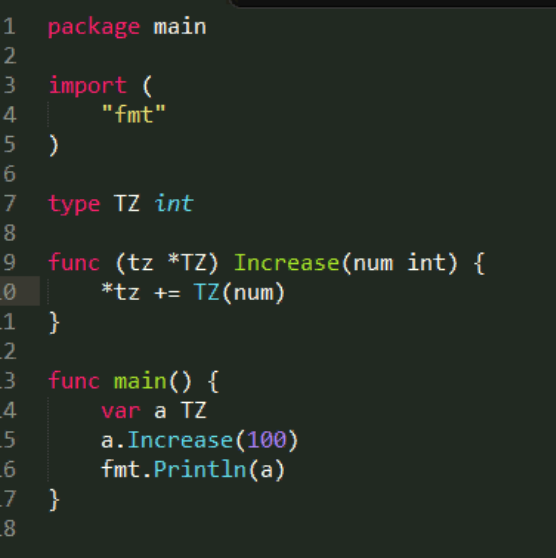 1 package main
2
3 import (
4     "fmt"
5 )
6
7 type TZ int
8
9 func (tz *TZ) Increase(num int) {
0     *tz += TZ(num)
1 }
2
3 func main() {
4     var a TZ
5     a.Increase(100)
6     fmt.Println(a)
7 }
8